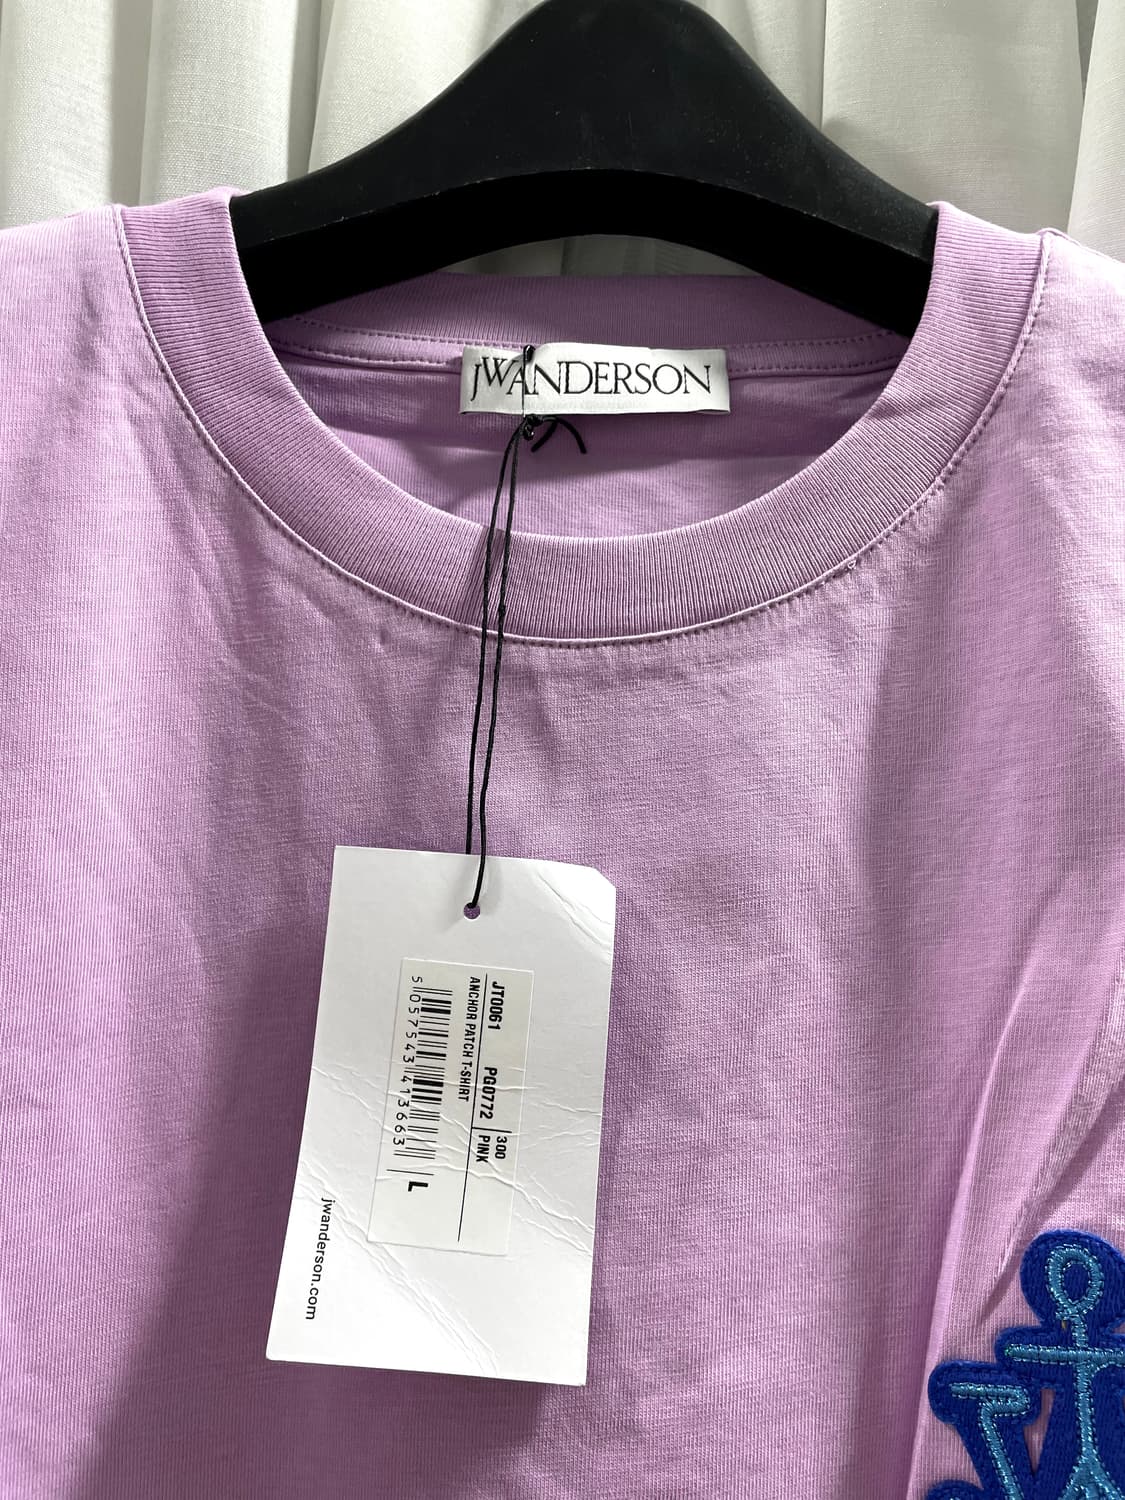 JWANDERSON
JT0061 PG0772 300
PINK
ANCHOR PATCH T-SHIRT
5057543413663 L
jwanderson.com